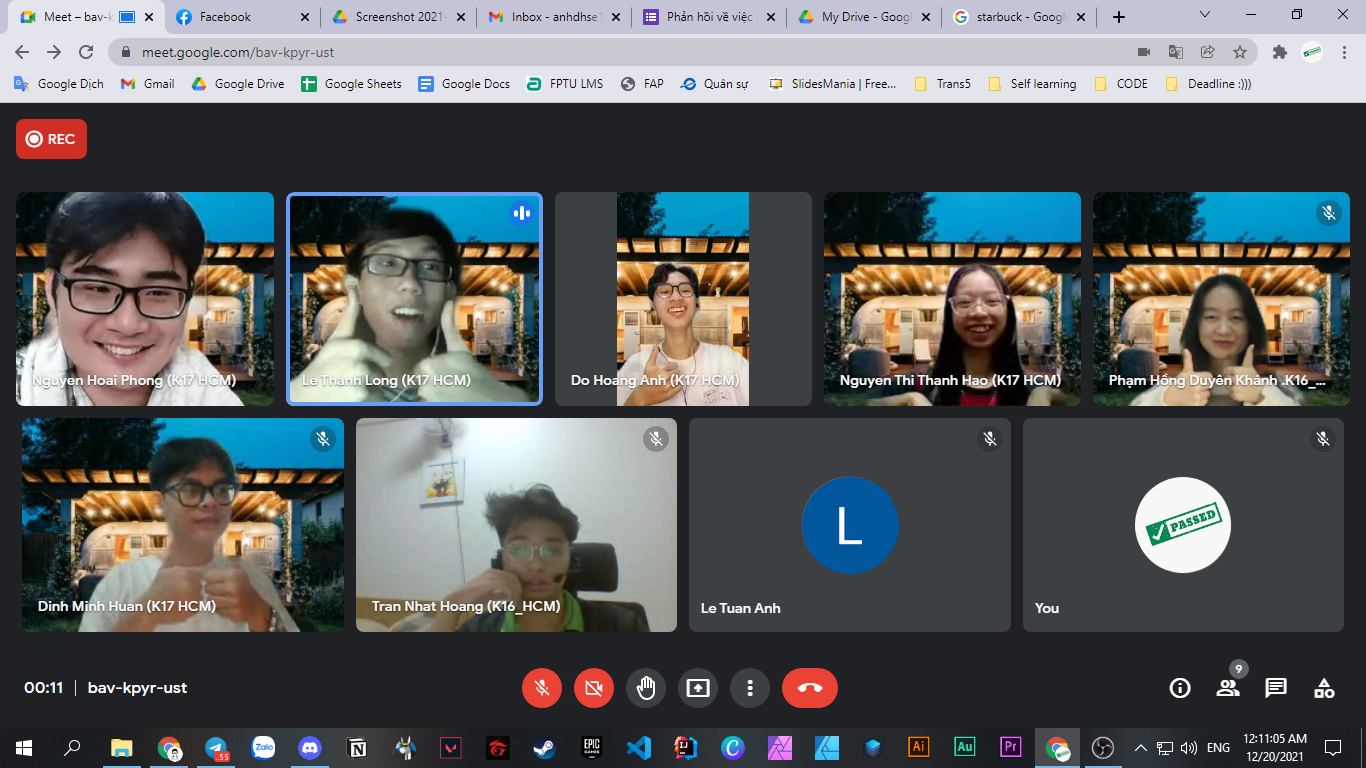 Meet – bav-k
Facebook
Screenshot 2021-
Inbox - anhdhse1
Phản hồi về việc
My Drive - Goog
starbuck - Google
meet.google.com/bav-kpyr-ust
Google Dịch
Gmail
Google Drive
Google Sheets
Google Docs
FPTU LMS
FAP
Quân sự
SlidesMania | Free...
Trans5
Self learning
CODE
Deadline :)))
REC
Nguyen Hoai Phong (K17 HCM)
Le Thanh Long (K17 HCM)
Do Hoang Anh (K17 HCM)
Nguyen Thi Thanh Hao (K17 HCM)
Phạm Hồng Duyên Khánh .K16_...
Dinh Minh Huan (K17 HCM)
Tran Nhat Hoang (K16_HCM)
L
Le Tuan Anh
PASSED
You
00:11 | bav-kpyr-ust
9
55
Zalo
EPIC GAMES
Ai
Au
Pr
ENG
12:11:05 AM
12/20/2021